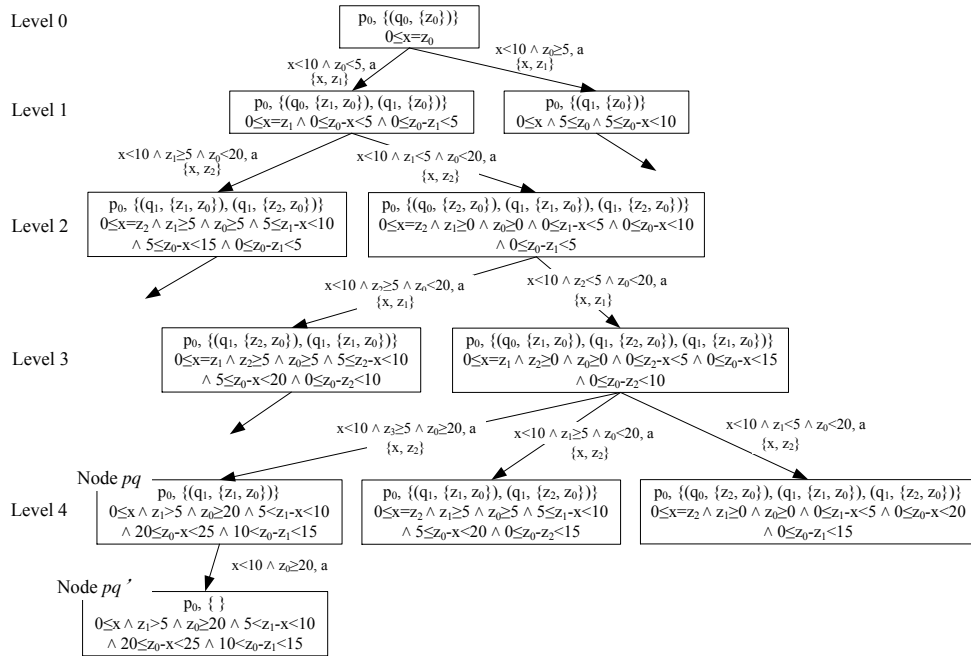 Level 0
p₀, {(q₀, {z₀})}
0≤x=z₀
x<10 ^ z₀<5, a
{x, z₁}
x<10 ^ z₀≥5, a
{x, z₁}
Level 1
p₀, {(q₀, {z₁, z₀}), (q₁, {z₀})}
0≤x=z₁ ^ 0≤z₀-x<5 ^ 0≤z₀-z₁<5
p₀, {(q₁, {z₀})}
0≤x ^ 5≤z₀ ^ 5≤z₀-x<10
x<10 ^ z₁≥5 ^ z₀<20, a
{x, z₂}
x<10 ^ z₁<5 ^ z₀<20, a
{x, z₂}
Level 2
p₀, {(q₁, {z₁, z₀}), (q₁, {z₂, z₀})}
0≤x=z₂ ^ z₁≥5 ^ z₀≥5 ^ 5≤z₁-x<10
^ 5≤z₀-x<15 ^ 0≤z₀-z₁<5
p₀, {(q₀, {z₂, z₀}), (q₁, {z₁, z₀}), (q₁, {z₂, z₀})}
0≤x=z₂ ^ z₁≥0 ^ z₀≥0 ^ 0≤z₁-x<5 ^ 0≤z₀-x<10
^ 0≤z₀-z₁<5
x<10 ^ z₂≥5 ^ z₀<20, a
{x, z₁}
x<10 ^ z₂<5 ^ z₀<20, a
{x, z₁}
Level 3
p₀, {(q₁, {z₂, z₀}), (q₁, {z₁, z₀})}
0≤x=z₁ ^ z₂≥5 ^ z₀≥5 ^ 5≤z₂-x<10
^ 5≤z₀-x<20 ^ 0≤z₀-z₂<10
p₀, {(q₀, {z₁, z₀}), (q₁, {z₂, z₀}), (q₁, {z₁, z₀})}
0≤x=z₁ ^ z₂≥0 ^ z₀≥0 ^ 0≤z₂-x<5 ^ 0≤z₀-x<15
^ 0≤z₀-z₂<10
x<10 ^ z₃≥5 ^ z₀≥20, a
{x, z₂}
x<10 ^ z₁≥5 ^ z₀<20, a
{x, z₂}
x<10 ^ z₁<5 ^ z₀<20, a
{x, z₂}
Node pq
Level 4
p₀, {(q₁, {z₁, z₀})}
0≤x ^ z₁>5 ^ z₀≥20 ^ 5<z₁-x<10
^ 20≤z₀-x<25 ^ 10<z₀-z₁<15
p₀, {(q₁, {z₁, z₀}), (q₁, {z₂, z₀})}
0≤x=z₂ ^ z₁≥5 ^ z₀≥5 ^ 5≤z₁-x<10
^ 5≤z₀-x<20 ^ 0≤z₀-z₂<15
p₀, {(q₀, {z₂, z₀}), (q₁, {z₁, z₀}), (q₁, {z₂, z₀})}
0≤x=z₂ ^ z₁≥0 ^ z₀≥0 ^ 0≤z₁-x<5 ^ 0≤z₀-x<20
^ 0≤z₀-z₁<15
x<10 ^ z₀≥20, a
Node pq ’
p₀, { }
0≤x ^ z₁>5 ^ z₀≥20 ^ 5<z₁-x<10
^ 20≤z₀-x<25 ^ 10<z₀-z₁<15